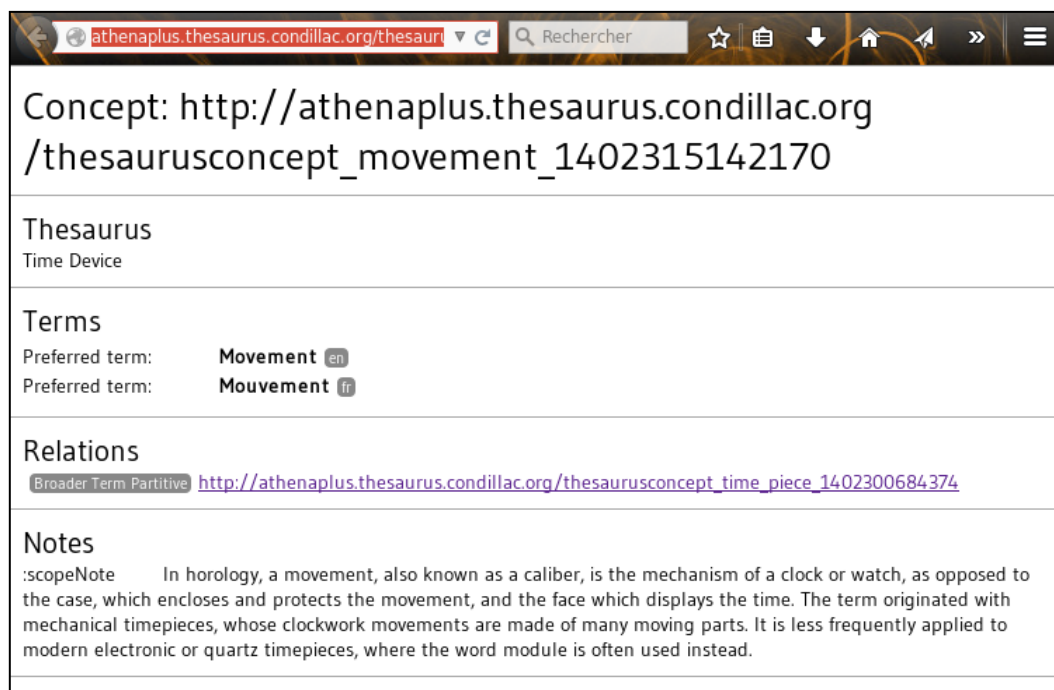 athenaplus.thesaurus.condillac.org/thesauru
Rechercher
Concept: http://athenaplus.thesaurus.condillac.org
/thesaurusconcept_movement_1402315142170
Thesaurus
Time Device
Terms
Preferred term: Movement en
Preferred term: Mouvement fr
Relations
Broader Term Partitive http://athenaplus.thesaurus.condillac.org/thesaurusconcept_time_piece_1402300684374
Notes
:scopeNote In horology, a movement, also known as a caliber, is the mechanism of a clock or watch, as opposed to
the case, which encloses and protects the movement, and the face which displays the time. The term originated with
mechanical timepieces, whose clockwork movements are made of many moving parts. It is less frequently applied to
modern electronic or quartz timepieces, where the word module is often used instead.